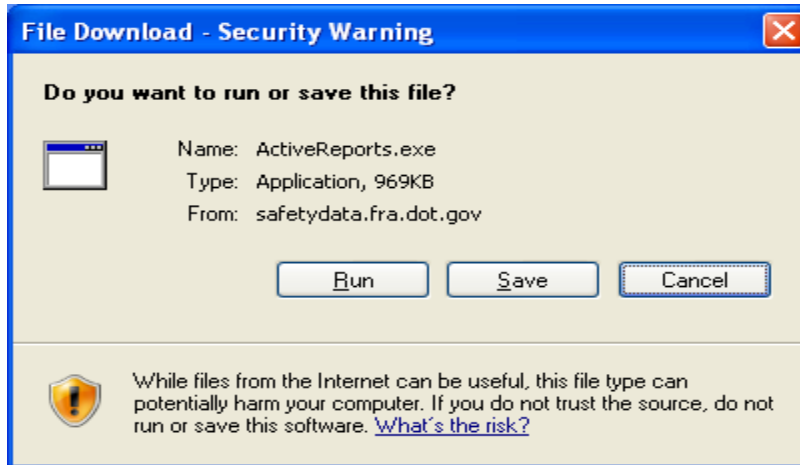 File Download - Security Warning
Do you want to run or save this file?
Name: ActiveReports.exe
Type: Application, 969KB
From: safetydata.fra.dot.gov
Run Save Cancel
While files from the Internet can be useful, this file type can
potentially harm your computer. If you do not trust the source, do not
run or save this software. What's the risk?